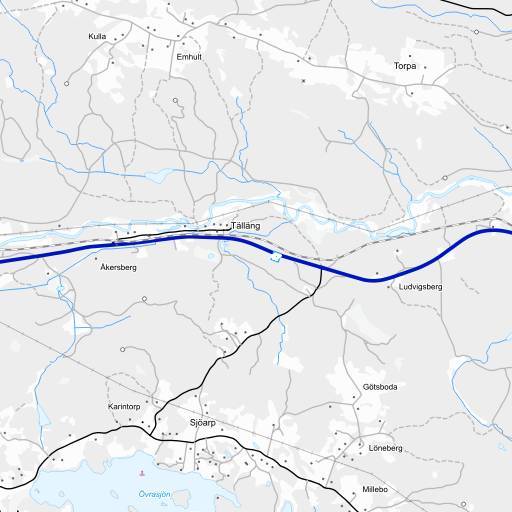 Kulla
Emhult
Torpa
Tälläng
Åkersberg
Ludvigsberg
Götsboda
Karintorp
Sjöarp
Löneberg
Millebo
Övrasjön